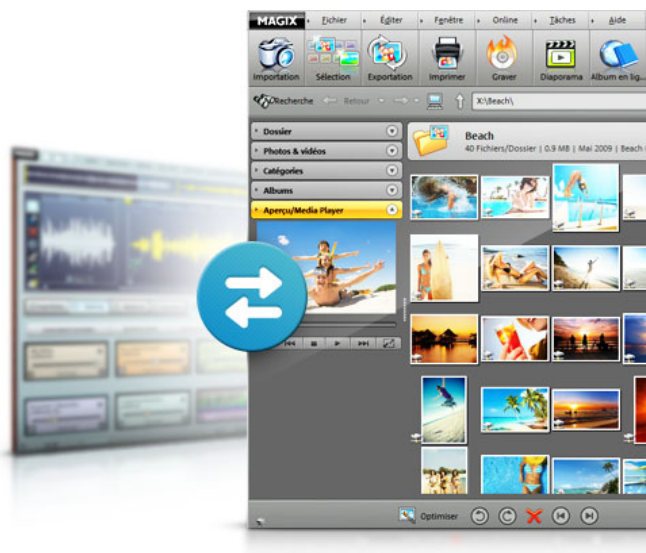 MAGIX Fichier Éditer Fenêtre Online Tâches Aide
Importation Sélection Exportation Imprimer Graver Diaporama Album en lig...
Recherche Retour X:\Beach\
Dossier
Photos & vidéos
Catégories
Albums
Aperçu/Media Player
Beach
40 Fichiers/Dossier | 0.9 MB | Mai 2009 | Beach
Optimiser